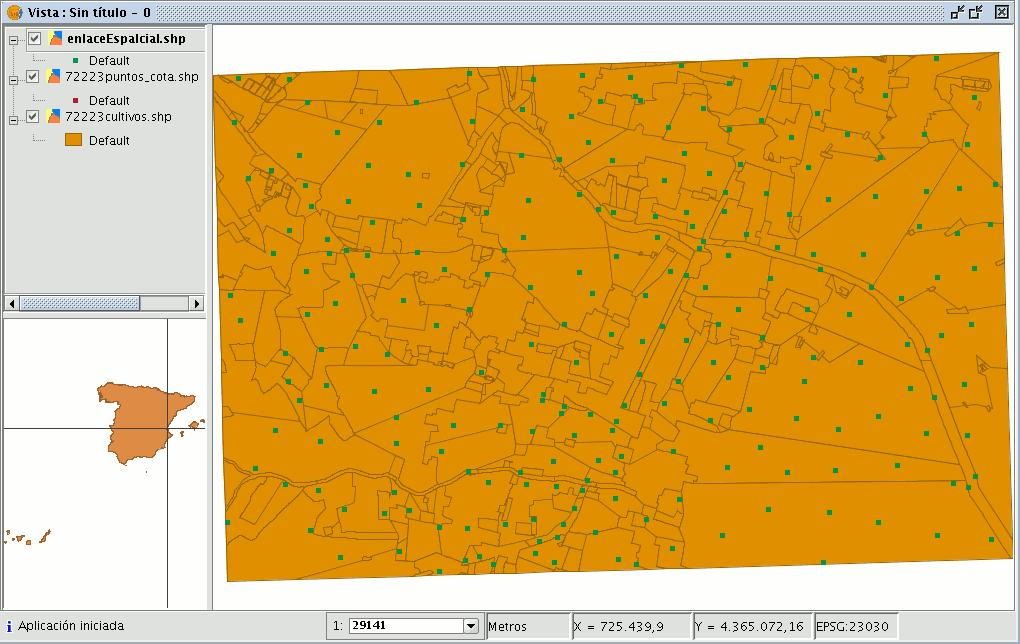 Vista : Sin título - 0
enlaceEspalcial.shp
Default
72223puntos_cota.shp
Default
72223cultivos.shp
Default
Aplicación iniciada
1:
29141
Metros
X = 725.439,9
Y = 4.365.072,16
EPSG:23030